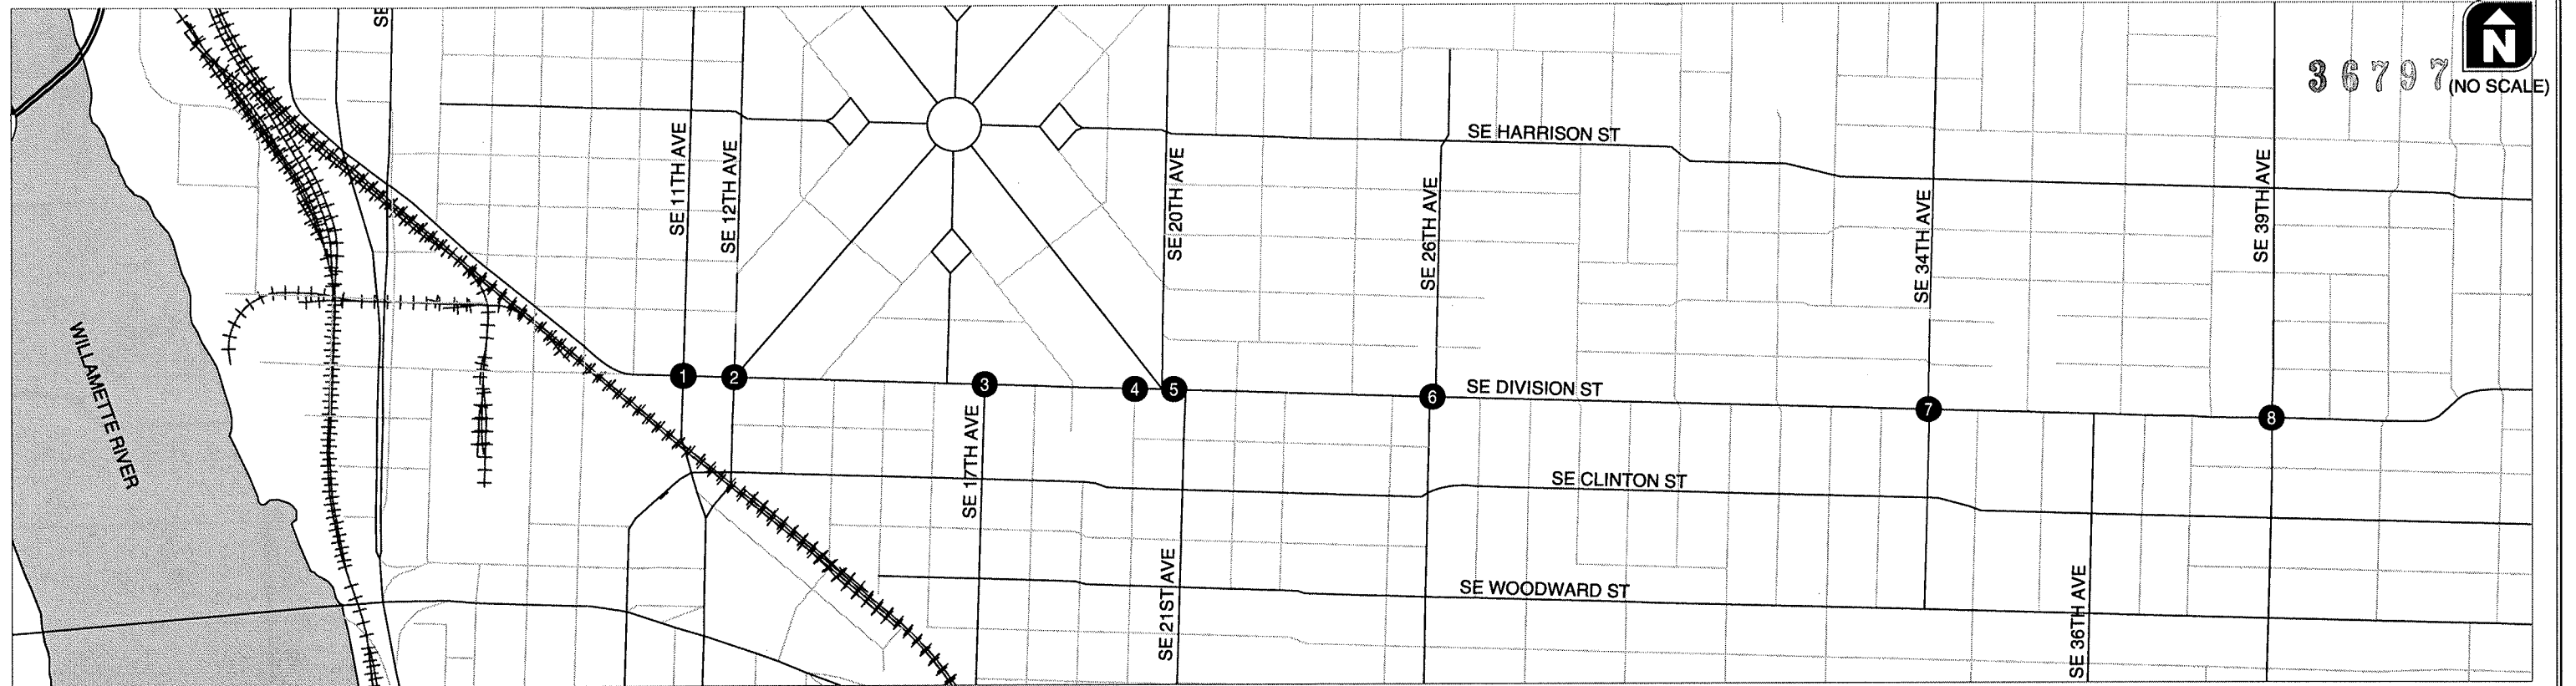 SE
N
36797
(NO SCALE)
SE HARRISON ST
SE 11TH AVE
SE 12TH AVE
SE 20TH AVE
SE 26TH AVE
SE 34TH AVE
SE 39TH AVE
WILLAMETTE RIVER
1
2
3
4
5
6
7
8
SE DIVISION ST
SE 17TH AVE
SE CLINTON ST
SE 21ST AVE
SE WOODWARD ST
SE 36TH AVE